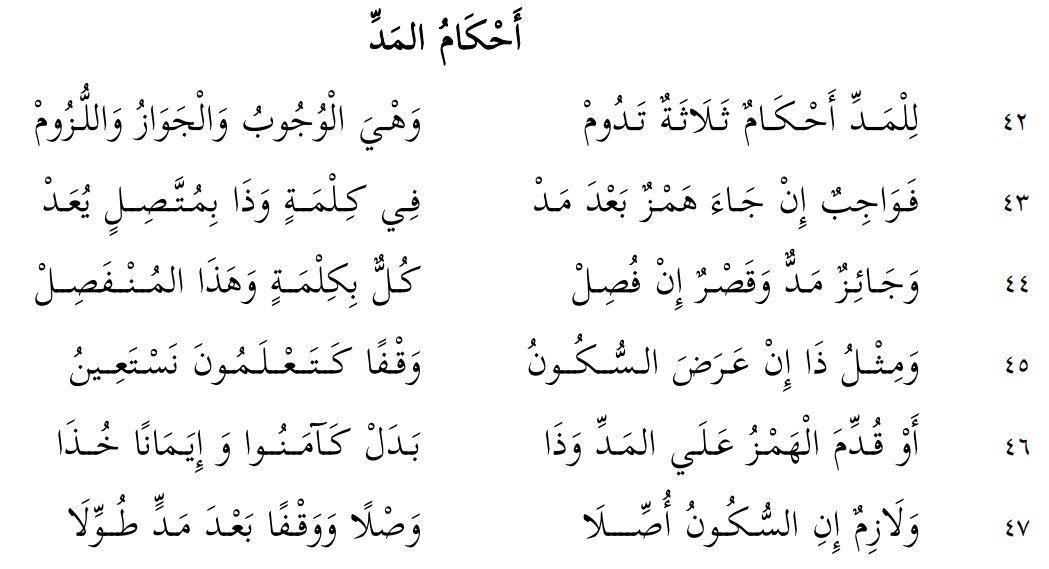 أَحْكَامُ المَدِّ
٤٢ لِلْمَدِّ أَحْكَامٌ ثَلَاثَةٌ تَدُومْ وَهْيَ الْوُجُوبُ وَالْجَوَازُ وَاللُّزُومْ
٤٣ فَوَاجِبٌ إِنْ جَاءَ هَمْزٌ بَعْدَ مَدْ فِي كِلْمَةٍ وَذَا بِمُتَّصِلٍ يُعَدْ
٤٤ وَجَائِزٌ مَدٌّ وَقَصْرٌ إِنْ فُصِلْ كُلٌّ بِكِلْمَةٍ وَهَذَا المُنْفَصِلْ
٤٥ وَمِثْلُ ذَا إِنْ عَرَضَ السُّكُونُ وَقْفًا كَتَعْلَمُونَ نَسْتَعِينُ
٤٦ أَوْ قُدِّمَ الْهَمْزُ عَلَي المَدِّ وَذَا بَدَلْ كَآمَنُوا وَ إِيَمَانًا خُذَا
٤٧ وَلَازِمٌ إِنِ السُّكُونُ أُصِّلَا وَصْلًا وَوَقْفًا بَعْدَ مَدٍّ طُوِّلَا